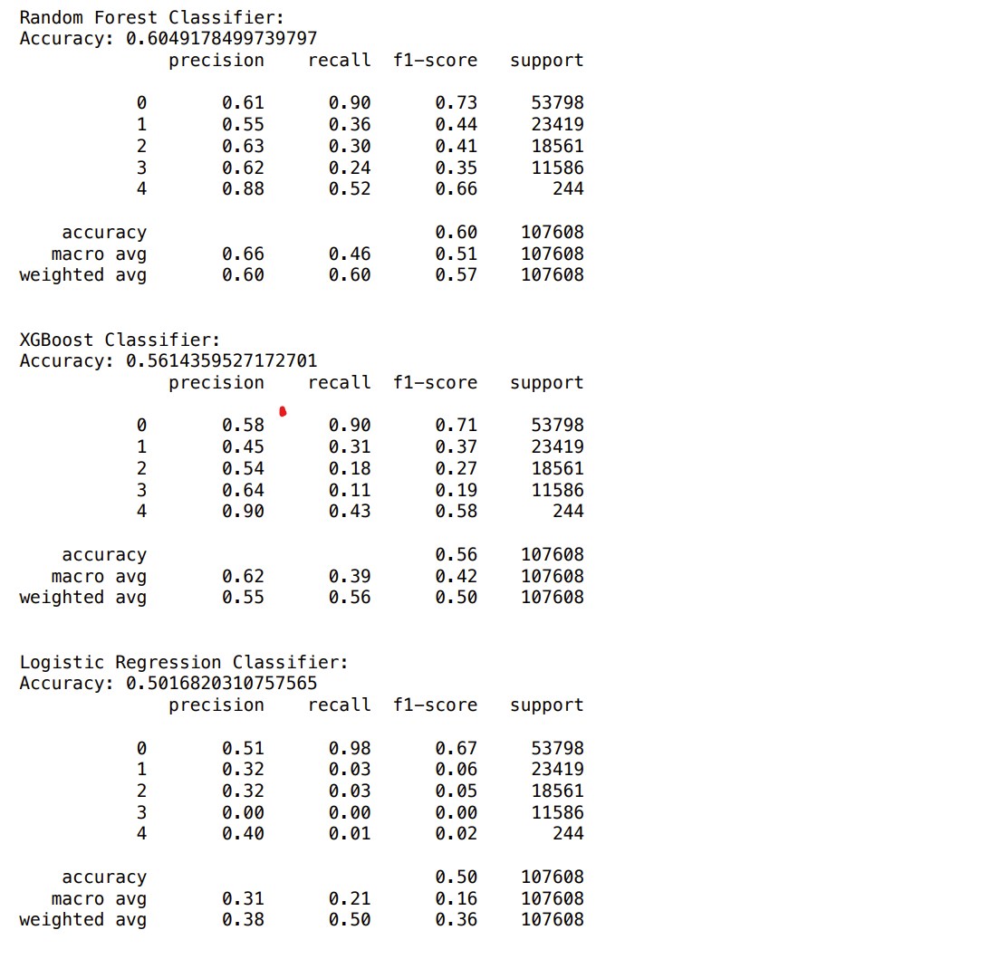 Random Forest Classifier:
Accuracy: 0.6049178499739797
precision recall f1-score support
0 0.61 0.90 0.73 53798
1 0.55 0.36 0.44 23419
2 0.63 0.30 0.41 18561
3 0.62 0.24 0.35 11586
4 0.88 0.52 0.66 244
accuracy 0.60 107608
macro avg 0.66 0.46 0.51 107608
weighted avg 0.60 0.60 0.57 107608
XGBoost Classifier:
Accuracy: 0.5614359527172701
precision recall f1-score support
0 0.58 0.90 0.71 53798
1 0.45 0.31 0.37 23419
2 0.54 0.18 0.27 18561
3 0.64 0.11 0.19 11586
4 0.90 0.43 0.58 244
accuracy 0.56 107608
macro avg 0.62 0.39 0.42 107608
weighted avg 0.55 0.56 0.50 107608
Logistic Regression Classifier:
Accuracy: 0.5016820310757565
precision recall f1-score support
0 0.51 0.98 0.67 53798
1 0.32 0.03 0.06 23419
2 0.32 0.03 0.05 18561
3 0.00 0.00 0.00 11586
4 0.40 0.01 0.02 244
accuracy 0.50 107608
macro avg 0.31 0.21 0.16 107608
weighted avg 0.38 0.50 0.36 107608